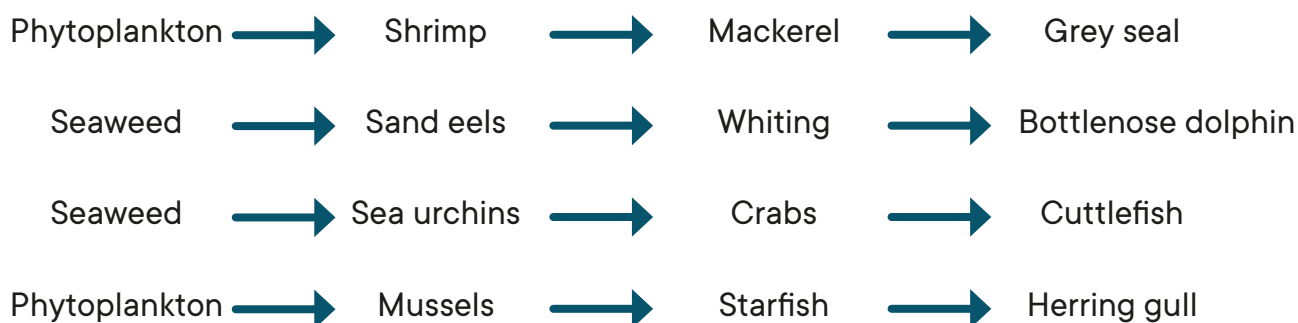 Phytoplankton Shrimp Mackerel Grey seal
Seaweed Sand eels Whiting Bottlenose dolphin
Seaweed Sea urchins Crabs Cuttlefish
Phytoplankton Mussels Starfish Herring gull